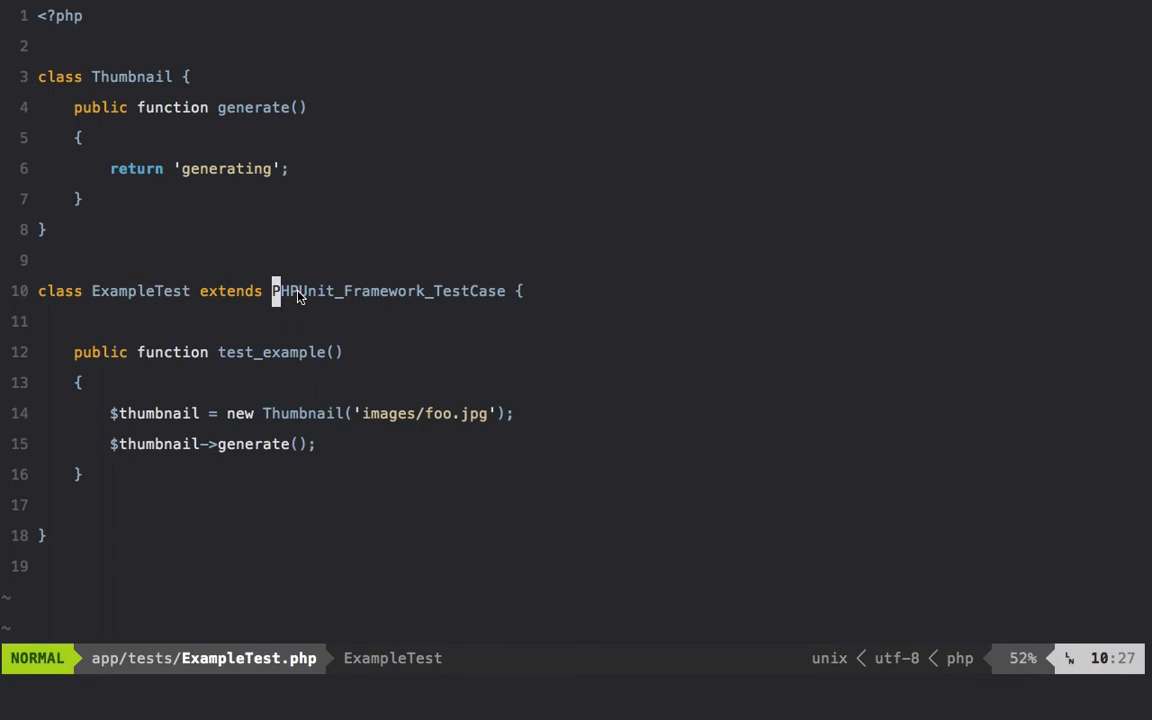 1 <?php
2
3 class Thumbnail {
4     public function generate()
5     {
6         return 'generating';
7     }
8 }
9
10 class ExampleTest extends PHPUnit_Framework_TestCase {
11
12     public function test_example()
13     {
14         $thumbnail = new Thumbnail('images/foo.jpg');
15         $thumbnail->generate();
16     }
17
18 }
19
~
~
NORMAL app/tests/ExampleTest.php ExampleTest unix < utf-8 < php 52% LN 10:27